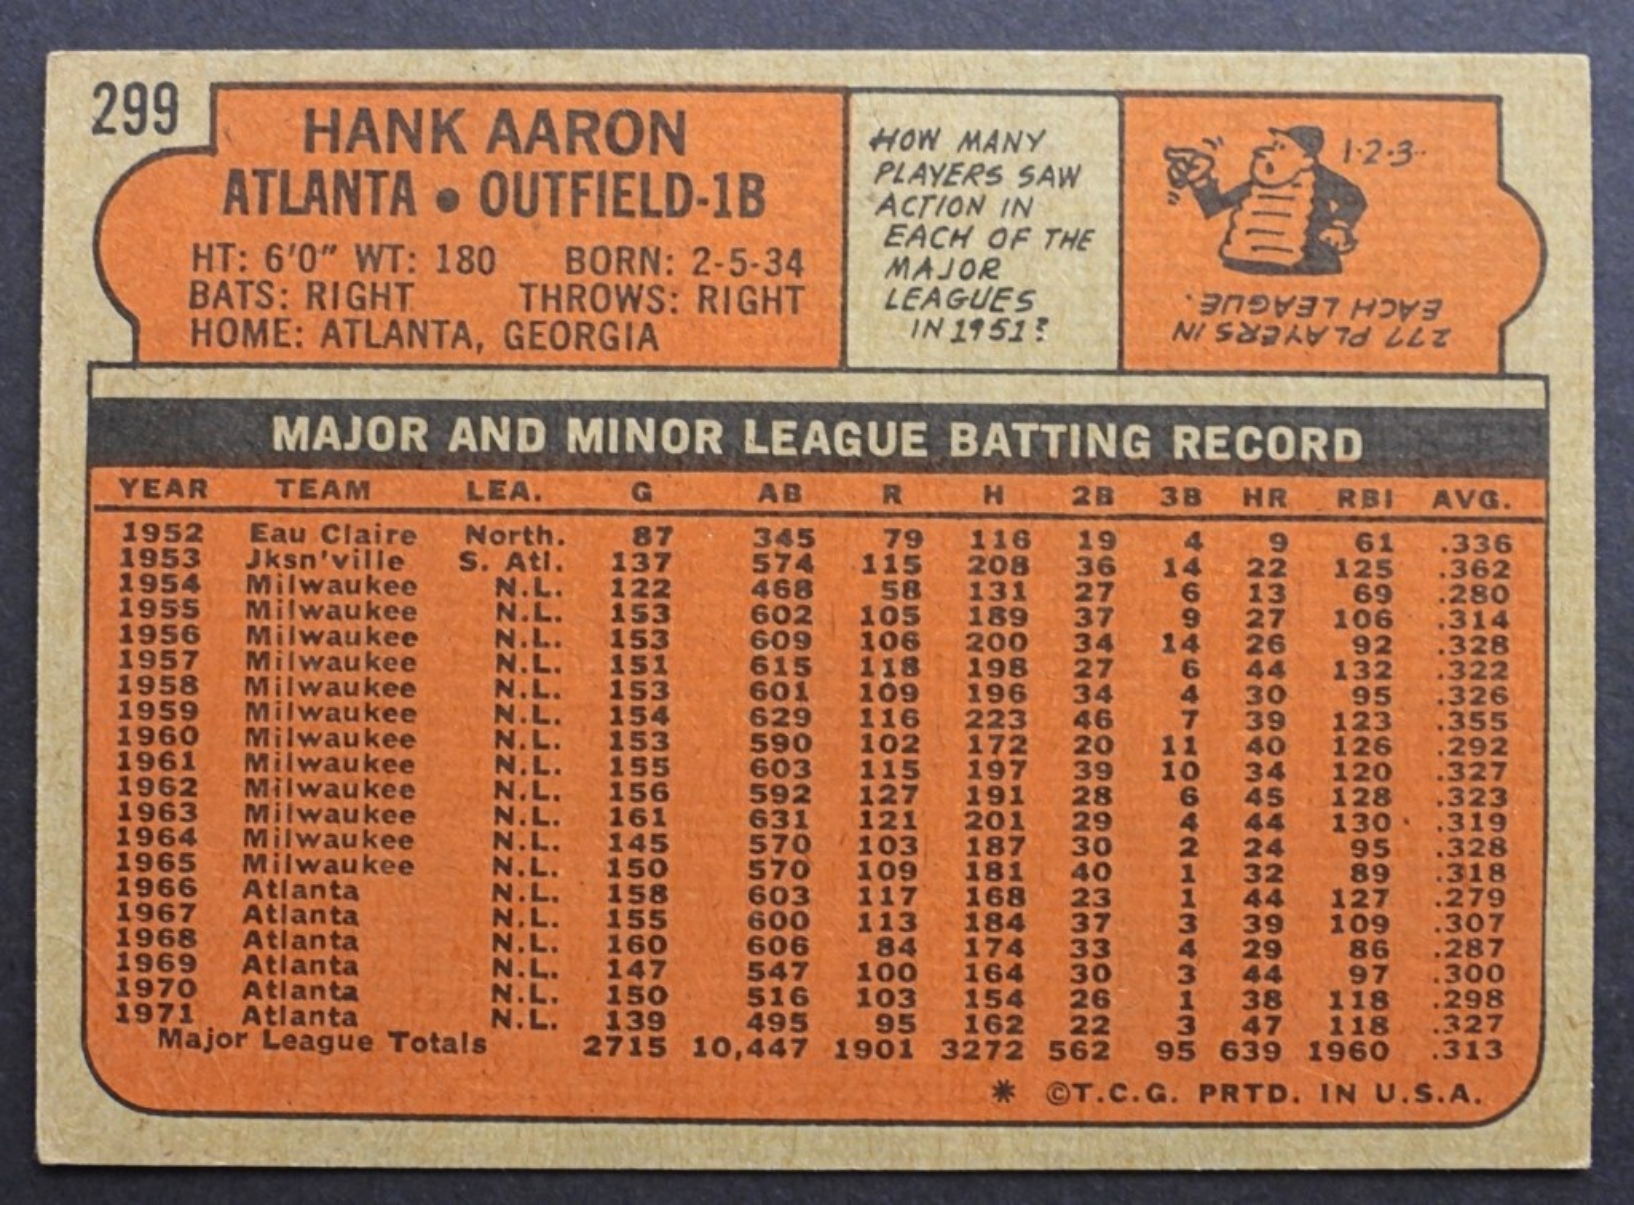 299
HANK AARON
ATLANTA • OUTFIELD-1B
HT: 6'0" WT: 180 BORN: 2-5-34
BATS: RIGHT THROWS: RIGHT
HOME: ATLANTA, GEORGIA
HOW MANY
PLAYERS SAW
ACTION IN
EACH OF THE
MAJOR
LEAGUES
IN 1951?
1-2-3-
277 PLAYERS IN
EACH LEAGUE.
MAJOR AND MINOR LEAGUE BATTING RECORD
YEAR TEAM LEA. G AB R H 2B 3B HR RBI AVG.
1952 Eau Claire North. 87 345 79 116 19 4 9 61 .336
1953 Jksn'ville S. Atl. 137 574 115 208 36 14 22 125 .362
1954 Milwaukee N.L. 122 468 58 131 27 6 13 69 .280
1955 Milwaukee N.L. 153 602 105 189 37 9 27 106 .314
1956 Milwaukee N.L. 153 609 106 200 34 14 26 92 .328
1957 Milwaukee N.L. 151 615 118 198 27 6 44 132 .322
1958 Milwaukee N.L. 153 601 109 196 34 4 30 95 .326
1959 Milwaukee N.L. 154 629 116 223 46 7 39 123 .355
1960 Milwaukee N.L. 153 590 102 172 20 11 40 126 .292
1961 Milwaukee N.L. 155 603 115 197 39 10 34 120 .327
1962 Milwaukee N.L. 156 592 127 191 28 6 45 128 .323
1963 Milwaukee N.L. 161 631 121 201 29 4 44 130 .319
1964 Milwaukee N.L. 145 570 103 187 30 2 24 95 .328
1965 Milwaukee N.L. 150 570 109 181 40 1 32 89 .318
1966 Atlanta N.L. 158 603 117 168 23 1 44 127 .279
1967 Atlanta N.L. 155 600 113 184 37 3 39 109 .307
1968 Atlanta N.L. 160 606 84 174 33 4 29 86 .287
1969 Atlanta N.L. 147 547 100 164 30 3 44 97 .300
1970 Atlanta N.L. 150 516 103 154 26 1 38 118 .298
1971 Atlanta N.L. 139 495 95 162 22 3 47 118 .327
Major League Totals 2715 10,447 1901 3272 562 95 639 1960 .313
* ©T.C.G. PRTD. IN U.S.A.